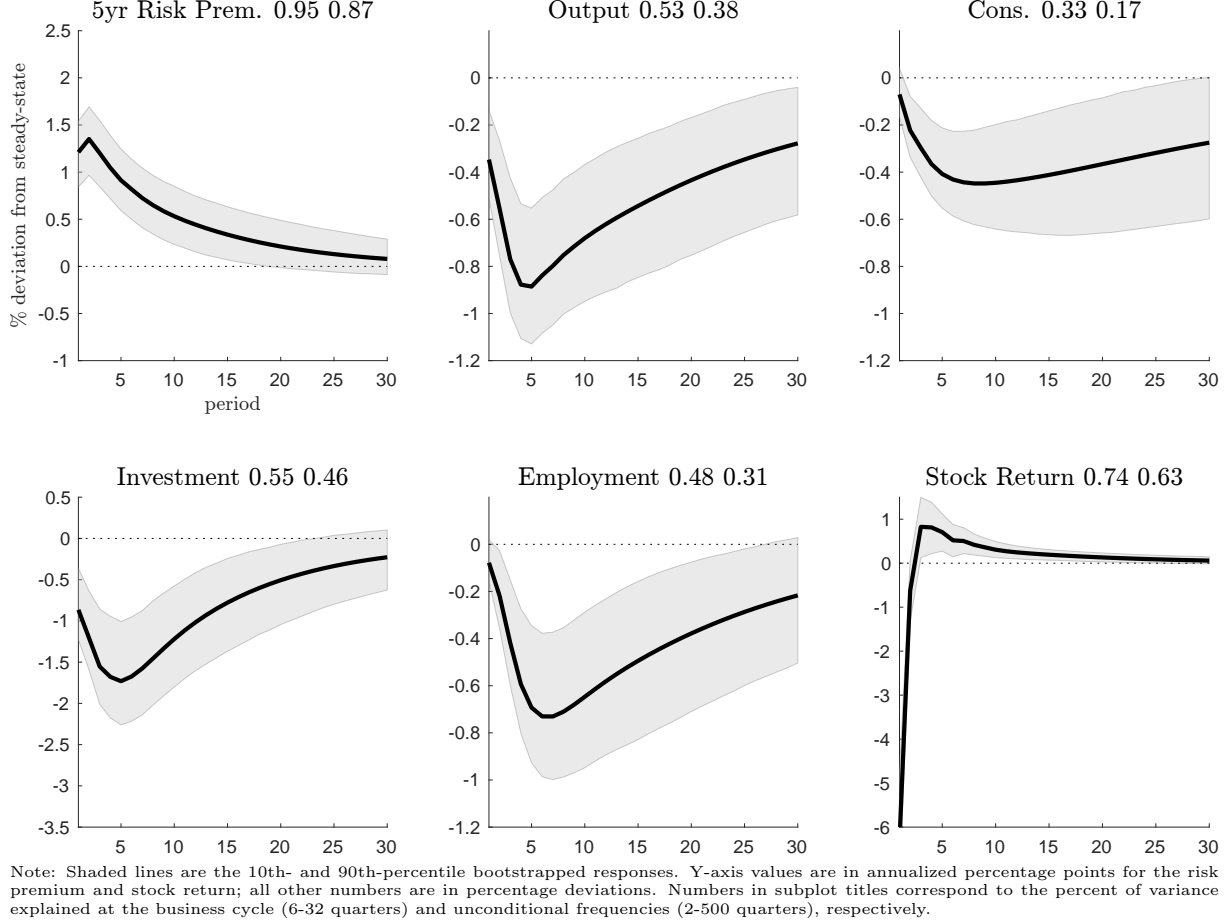 5yr Risk Prem. 0.95 0.87
Output 0.53 0.38
Cons. 0.33 0.17
% deviation from steady-state
2.5
2
1.5
1
0.5
0
-0.5
-1
5 10 15 20 25 30
period
0
-0.2
-0.4
-0.6
-0.8
-1
-1.2
5 10 15 20 25 30
0
-0.2
-0.4
-0.6
-0.8
-1
-1.2
5 10 15 20 25 30
Investment 0.55 0.46
Employment 0.48 0.31
Stock Return 0.74 0.63
0.5
0
-0.5
-1
-1.5
-2
-2.5
-3
-3.5
5 10 15 20 25 30
0
-0.2
-0.4
-0.6
-0.8
-1
-1.2
5 10 15 20 25 30
1
0
-1
-2
-3
-4
-5
-6
5 10 15 20 25 30
Note: Shaded lines are the 10th- and 90th-percentile bootstrapped responses. Y-axis values are in annualized percentage points for the risk
premium and stock return; all other numbers are in percentage deviations. Numbers in subplot titles correspond to the percent of variance
explained at the business cycle (6-32 quarters) and unconditional frequencies (2-500 quarters), respectively.